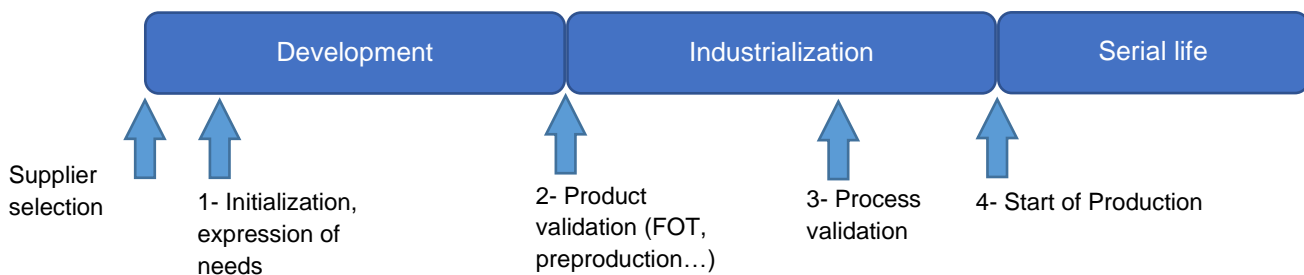 Development
Industrialization
Serial life
Supplier
selection
1- Initialization,
expression of
needs
2- Product
validation (FOT,
preproduction…)
3- Process
validation
4- Start of Production